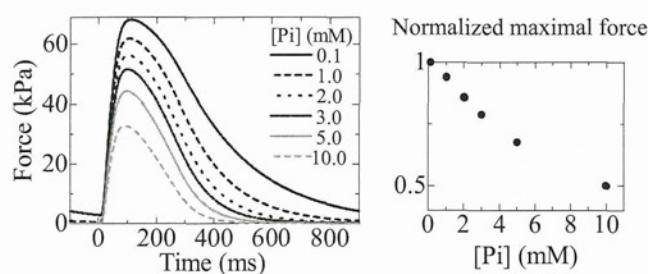 [Pi] (mM)
0.1
1.0
2.0
3.0
5.0
10.0
60
40
20
0
Force (kPa)
0 200 400 600 800
Time (ms)
Normalized maximal force
1
0.5
0 2 4 6 8 10
[Pi] (mM)